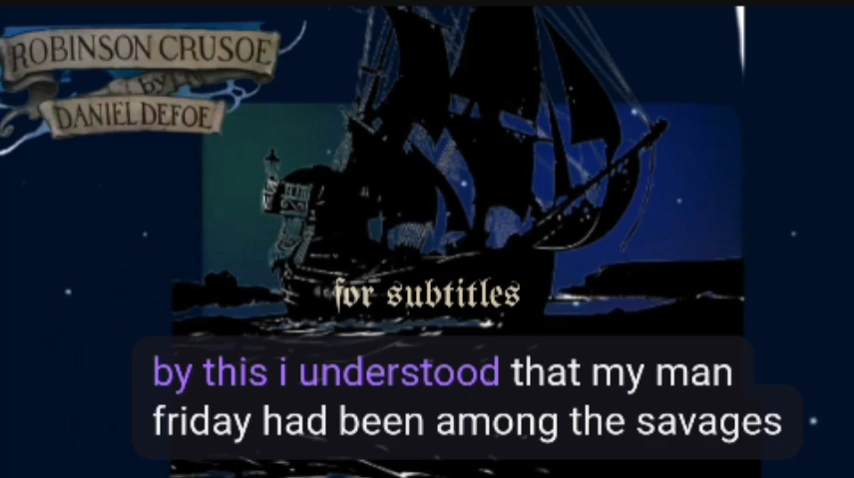 ROBINSON CRUSOE
by
DANIEL DEFOE
for subtitles
by this i understood that my man
friday had been among the savages